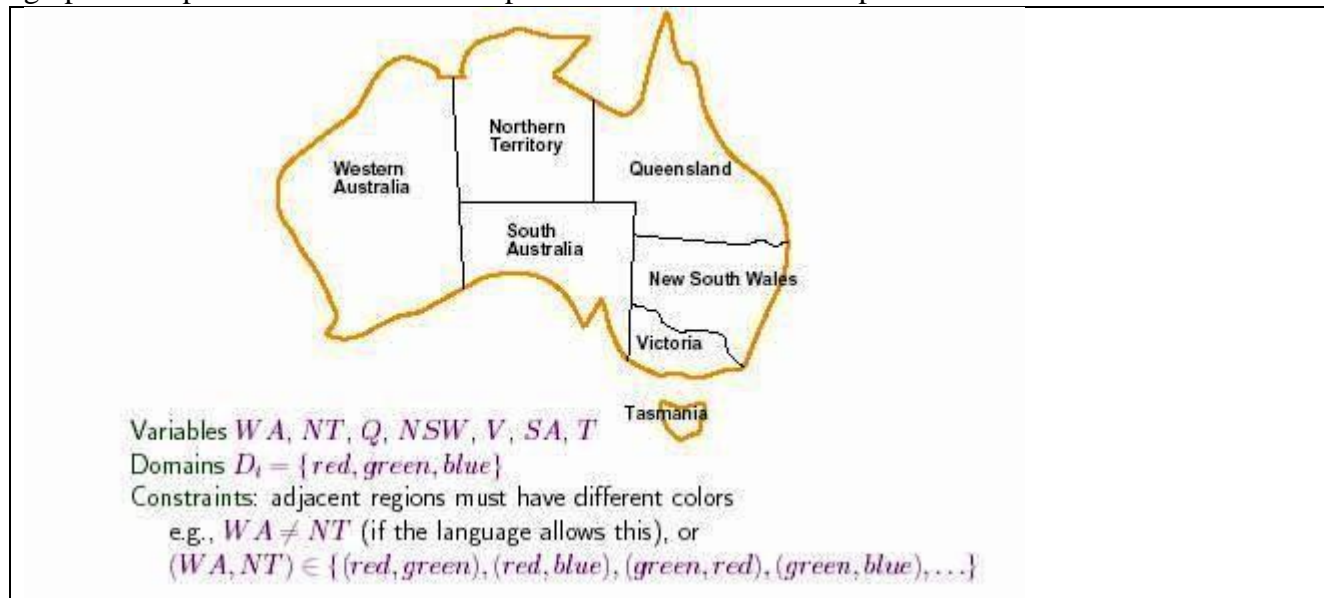 Northern
Territory
Western
Australia
Queensland
South
Australia
New South Wales
Victoria
Tasmania
Variables WA, NT, Q, NSW, V, SA, T
Domains Dᵢ = {red, green, blue}
Constraints: adjacent regions must have different colors
e.g., WA ≠ NT (if the language allows this), or
(WA, NT) ∈ {(red, green), (red, blue), (green, red), (green, blue), . . .}